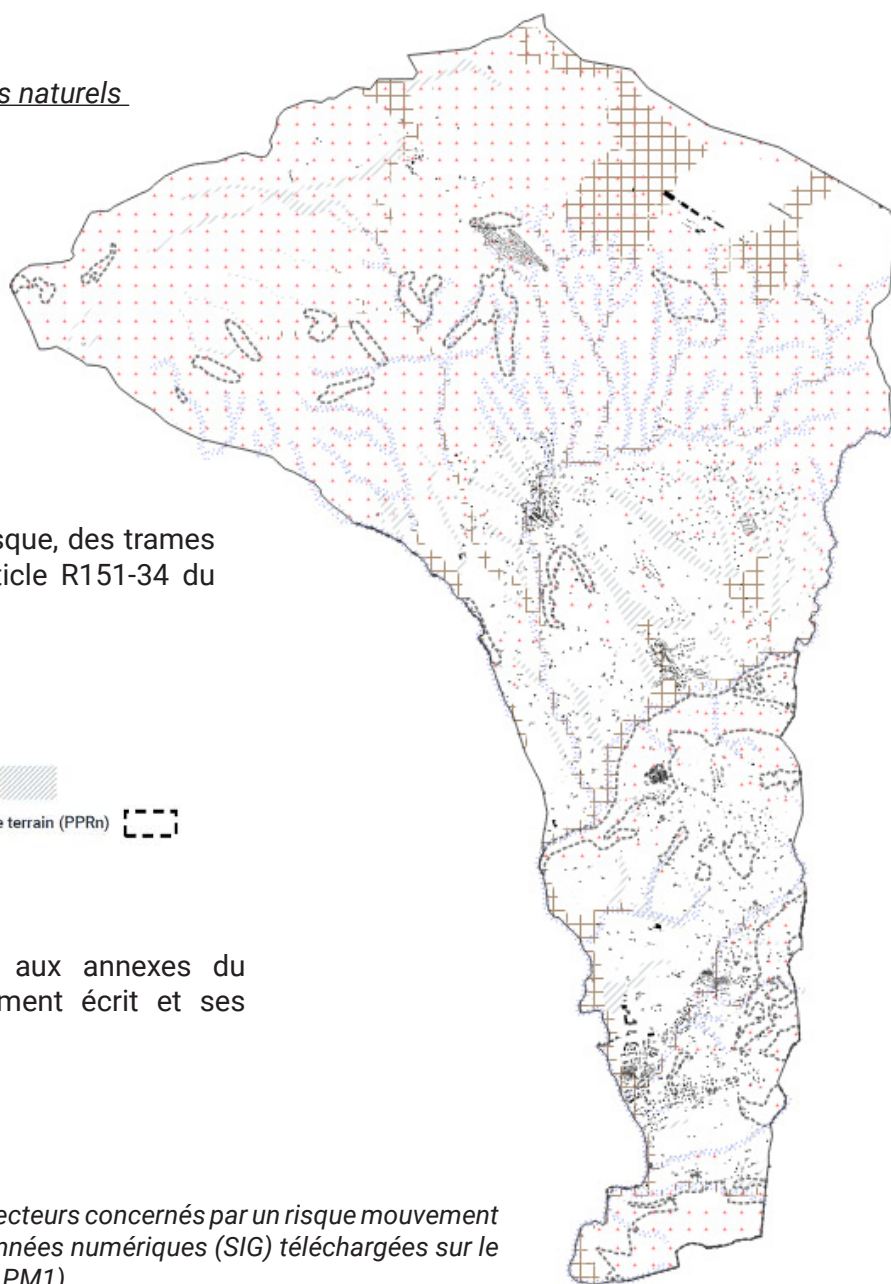 s naturels
sque, des trames
ticle R151-34 du
e terrain (PPRn)
aux annexes du
ment écrit et ses
ecteurs concernés par un risque mouvement
nnées numériques (SIG) téléchargées sur le
PM1)